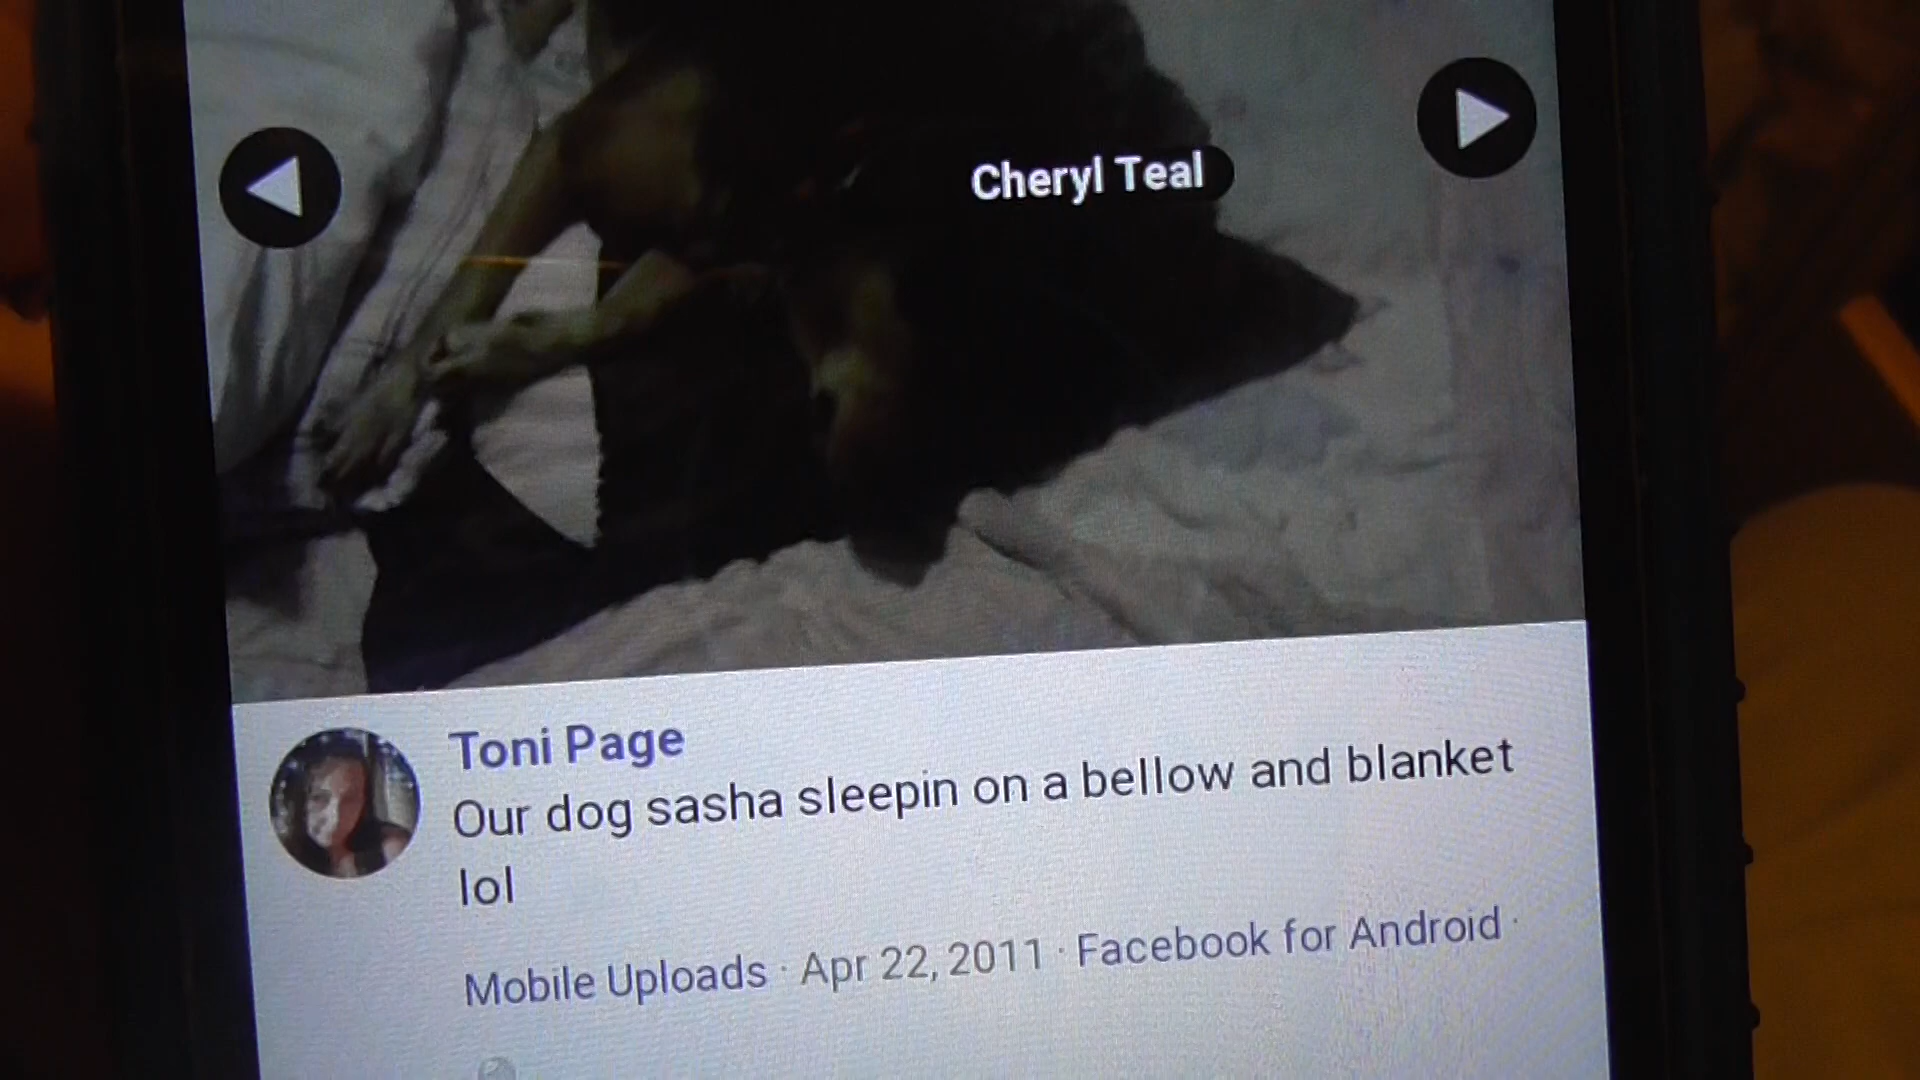 Cheryl Teal
Toni Page
Our dog sasha sleepin on a bellow and blanket
lol
Mobile Uploads · Apr 22, 2011 · Facebook for Android ·